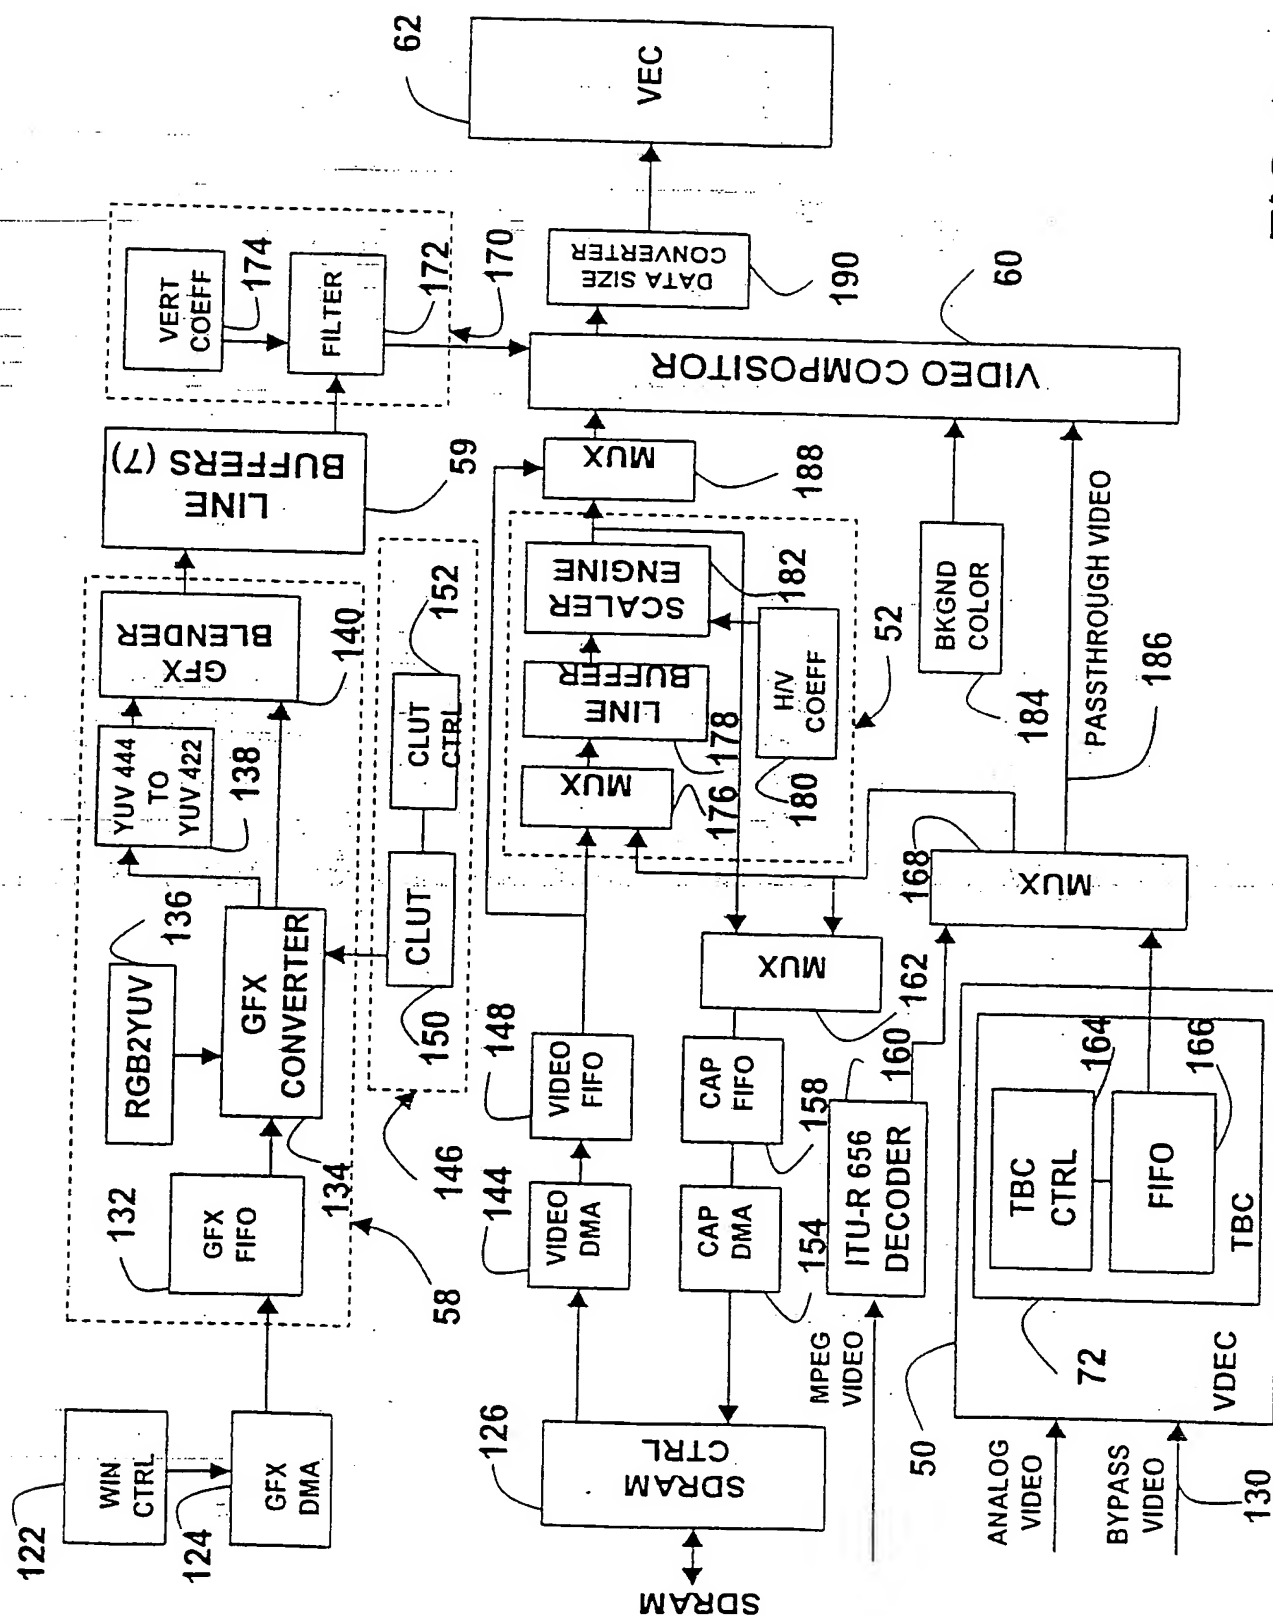 122
WIN
CTRL
124
GFX
DMA
132
GFX
FIFO
134
RGB2YUV
136
GFX
CONVERTER
YUV 444
TO
YUV 422
138
GFX
BLENDER
140
58
LINE
BUFFERS (7)
59
VERT
COEFF
174
FILTER
172
170
146
CLUT
150
CLUT
CTRL
152
SDRAM
SDRAM
CTRL
126
144
VIDEO
DMA
148
VIDEO
FIFO
CAP
DMA
154
CAP
FIFO
158
MUX
162
MUX
176
LINE
BUFFER
178
SCALER
ENGINE
182
H/V
COEFF
180
52
MUX
188
VIDEO COMPOSITOR
60
DATA SIZE
CONVERTER
190
VEC
62
BKGND
COLOR
184
PASSTHROUGH VIDEO
186
MPEG
VIDEO
ITU-R 656
DECODER
160
MUX
168
ANALOG
VIDEO
BYPASS
VIDEO
130
50
VDEC
72
TBC
TBC
CTRL
164
FIFO
166